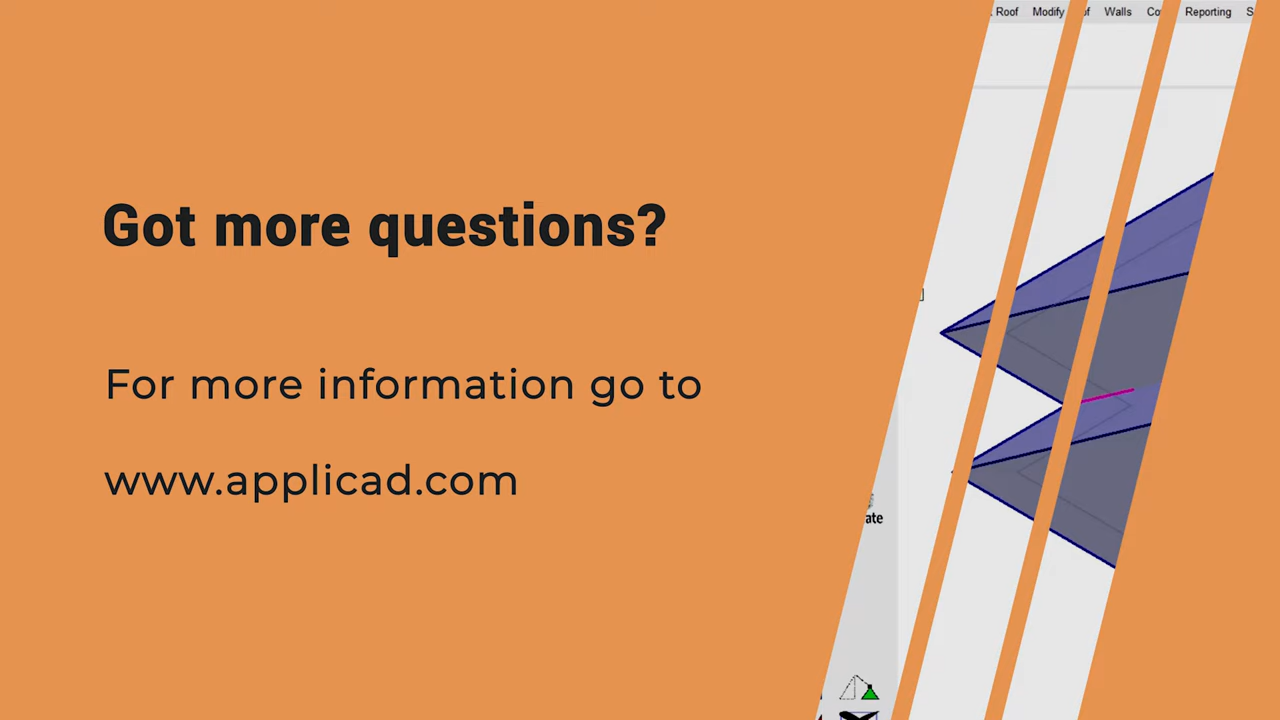 Roof Modify Walls Reporting
Got more questions?
For more information go to
www.applicad.com